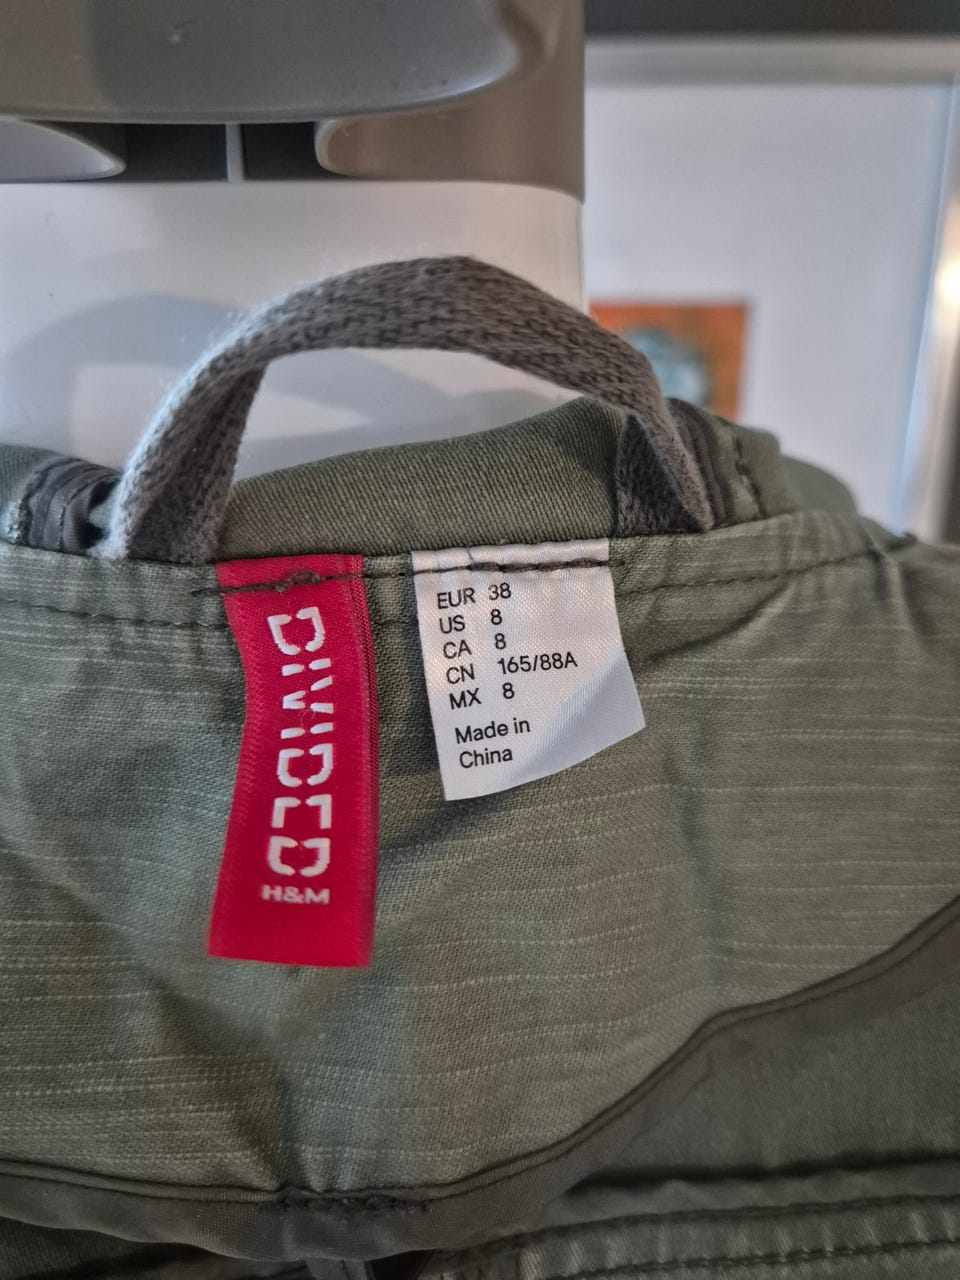 DIVIDED
H&M
EUR 38
US 8
CA 8
CN 165/88A
MX 8
Made in
China